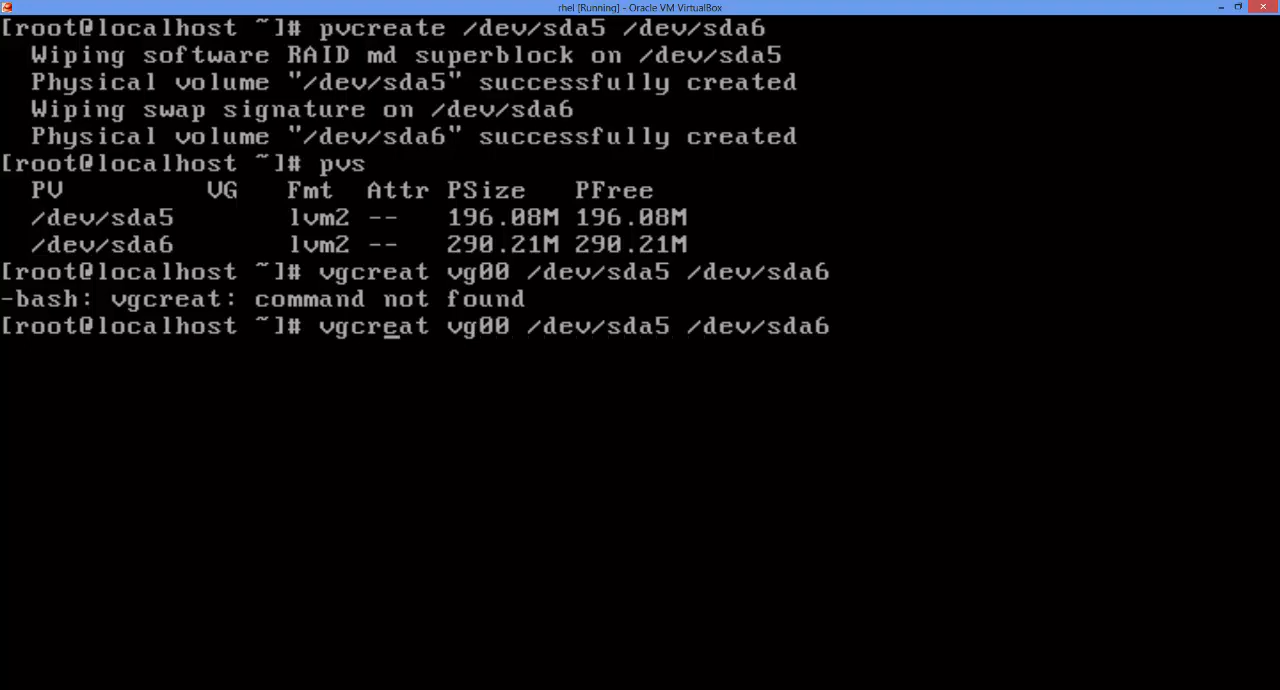 rhel [Running] - Oracle VM VirtualBox
[root@localhost ~]# pvcreate /dev/sda5 /dev/sda6
  Wiping software RAID md superblock on /dev/sda5
  Physical volume "/dev/sda5" successfully created
  Wiping swap signature on /dev/sda6
  Physical volume "/dev/sda6" successfully created
[root@localhost ~]# pvs
  PV         VG   Fmt  Attr PSize   PFree
  /dev/sda5       lvm2 --   196.08M 196.08M
  /dev/sda6       lvm2 --   290.21M 290.21M
[root@localhost ~]# vgcreat vg00 /dev/sda5 /dev/sda6
-bash: vgcreat: command not found
[root@localhost ~]# vgcreat vg00 /dev/sda5 /dev/sda6